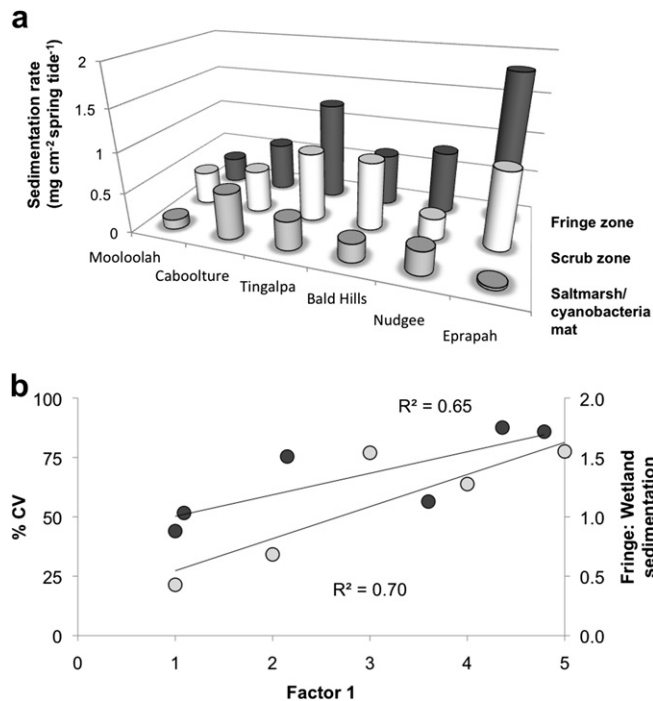 a
Sedimentation rate
(mg cm-2 spring tide-1)
2
1.5
1
0.5
0
Mooloolah
Caboolture
Tingalpa
Bald Hills
Nudgee
Eprapah
Fringe zone
Scrub zone
Saltmarsh/
cyanobacteria
mat
b
% CV
100
75
50
25
0
R² = 0.65
R² = 0.70
2.0
1.5
1.0
0.5
0.0
Fringe: Wetland
sedimentation
0 1 2 3 4 5
Factor 1